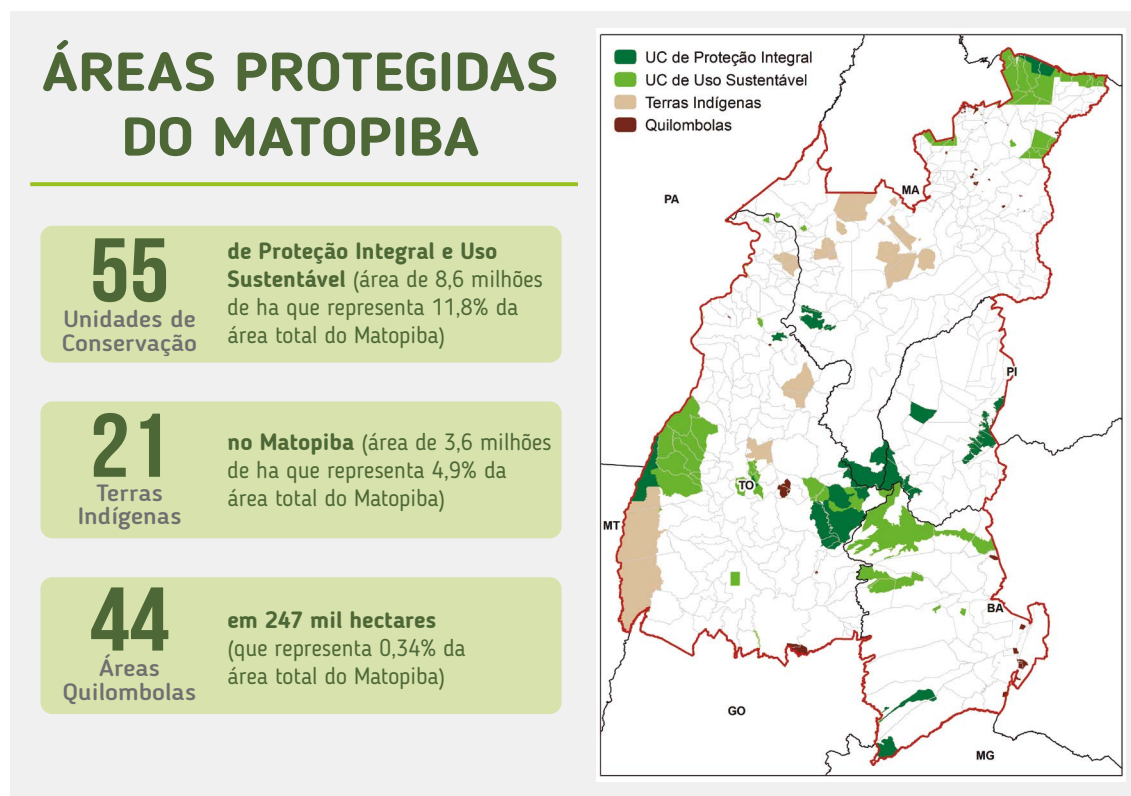 ÁREAS PROTEGIDAS
DO MATOPIBA
55
Unidades de
Conservação
de Proteção Integral e Uso
Sustentável (área de 8,6 milhões
de ha que representa 11,8% da
área total do Matopiba)
21
Terras
Indígenas
no Matopiba (área de 3,6 milhões
de ha que representa 4,9% da
área total do Matopiba)
44
Áreas
Quilombolas
em 247 mil hectares
(que representa 0,34% da
área total do Matopiba)
UC de Proteção Integral
UC de Uso Sustentável
Terras Indígenas
Quilombolas
PA
MA
PI
TO
MT
BA
GO
MG